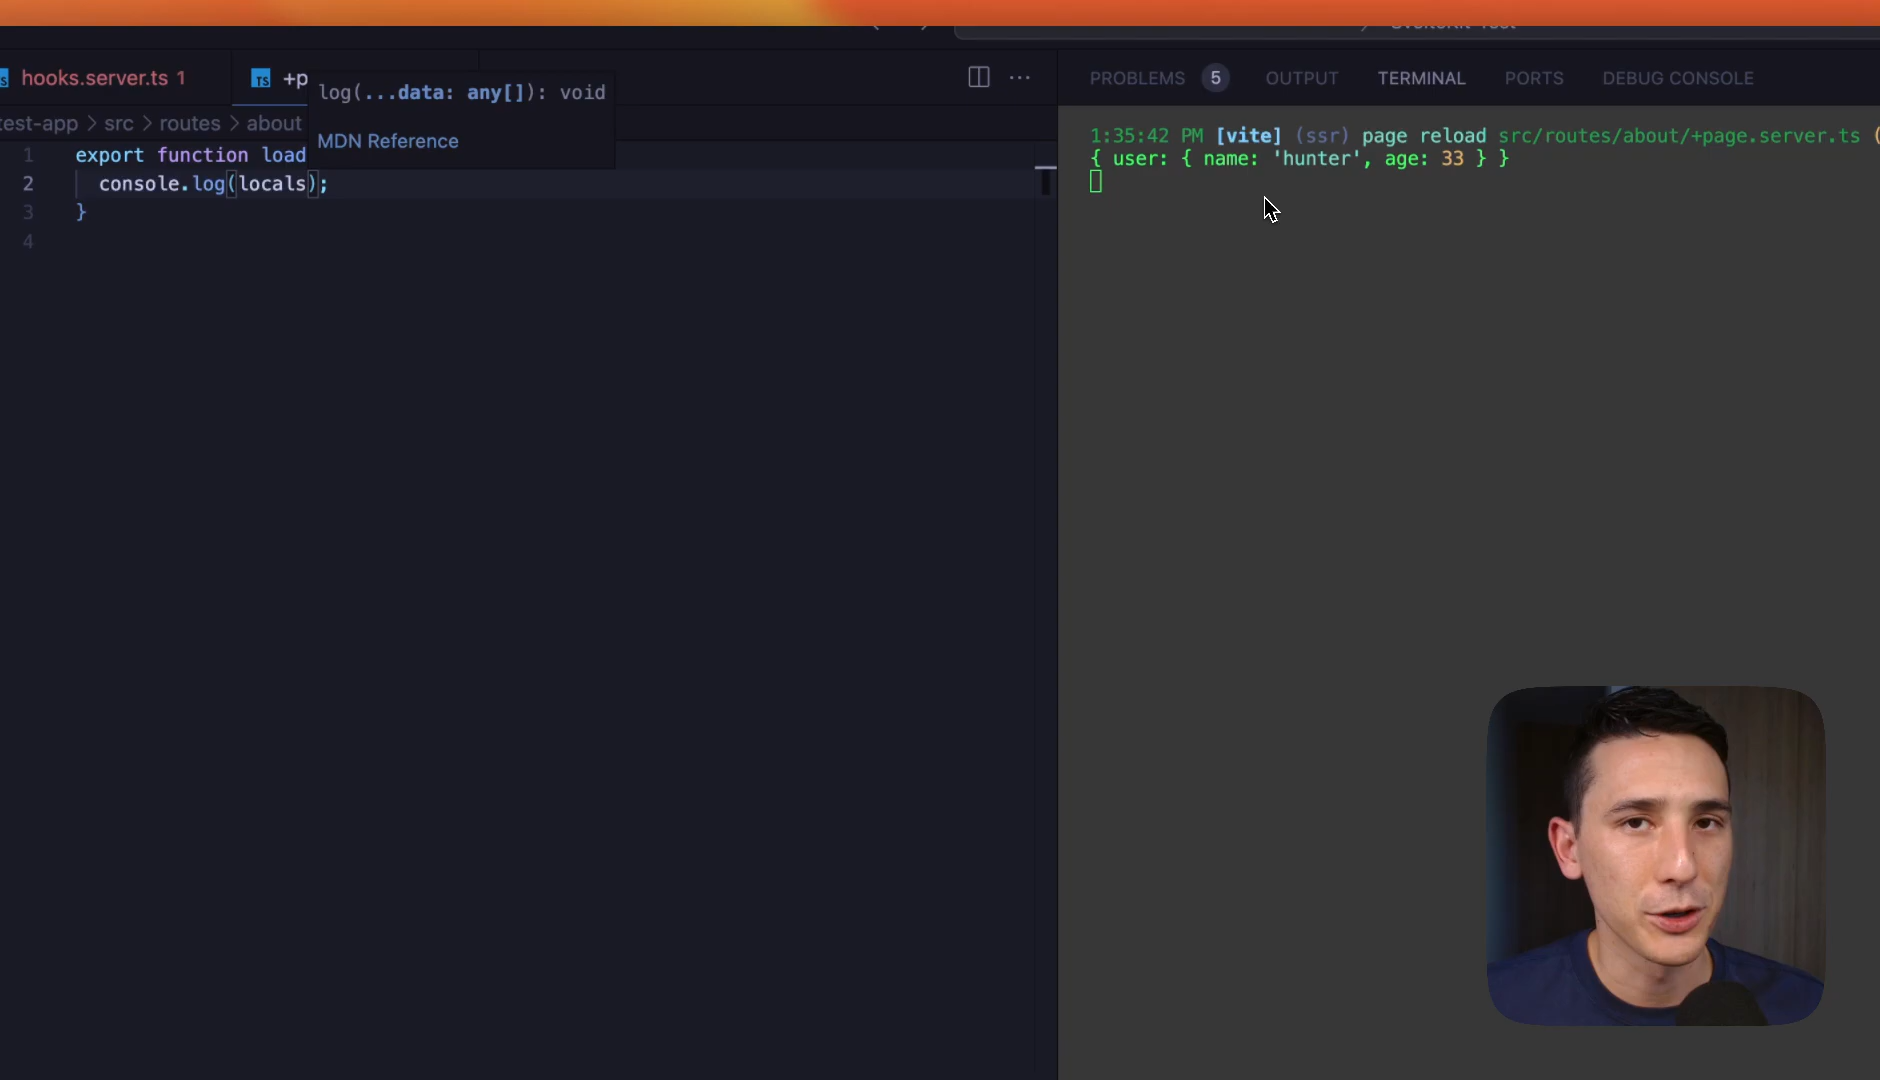 hooks.server.ts 1
+p
log(...data: any[]): void
MDN Reference
test-app > src > routes > about
1 export function load
2 console.log(locals);
3 }
4
PROBLEMS 5 OUTPUT TERMINAL PORTS DEBUG CONSOLE
1:35:42 PM [vite] (ssr) page reload src/routes/about/+page.server.ts (
{ user: { name: 'hunter', age: 33 } }